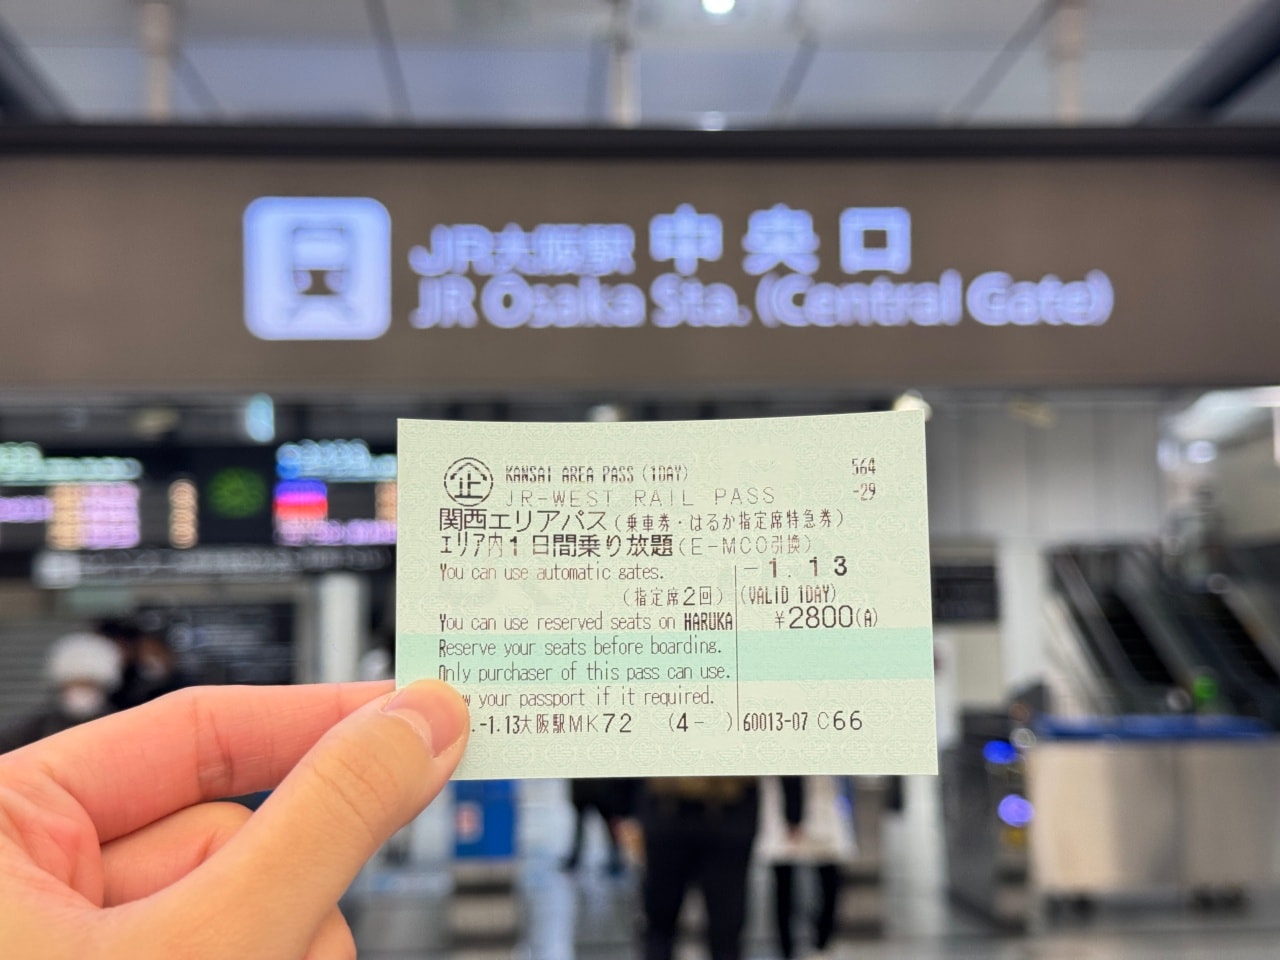 JR大阪駅 中央口
JR Osaka Sta. (Central Gate)
企 KANSAI AREA PASS (1DAY) 564
JR-WEST RAIL PASS -29
関西エリアパス(乗車券・はるか指定席特急券)
エリア内1日間乗り放題(E-MCO引換)
You can use automatic gates. -1.13
(指定席2回) (VALID 1DAY)
You can use reserved seats on HARUKA ¥2800(A)
Reserve your seats before boarding.
Only purchaser of this pass can use.
your passport if it required.
.-1.13大阪駅MK72 (4- ) 60013-07 C66